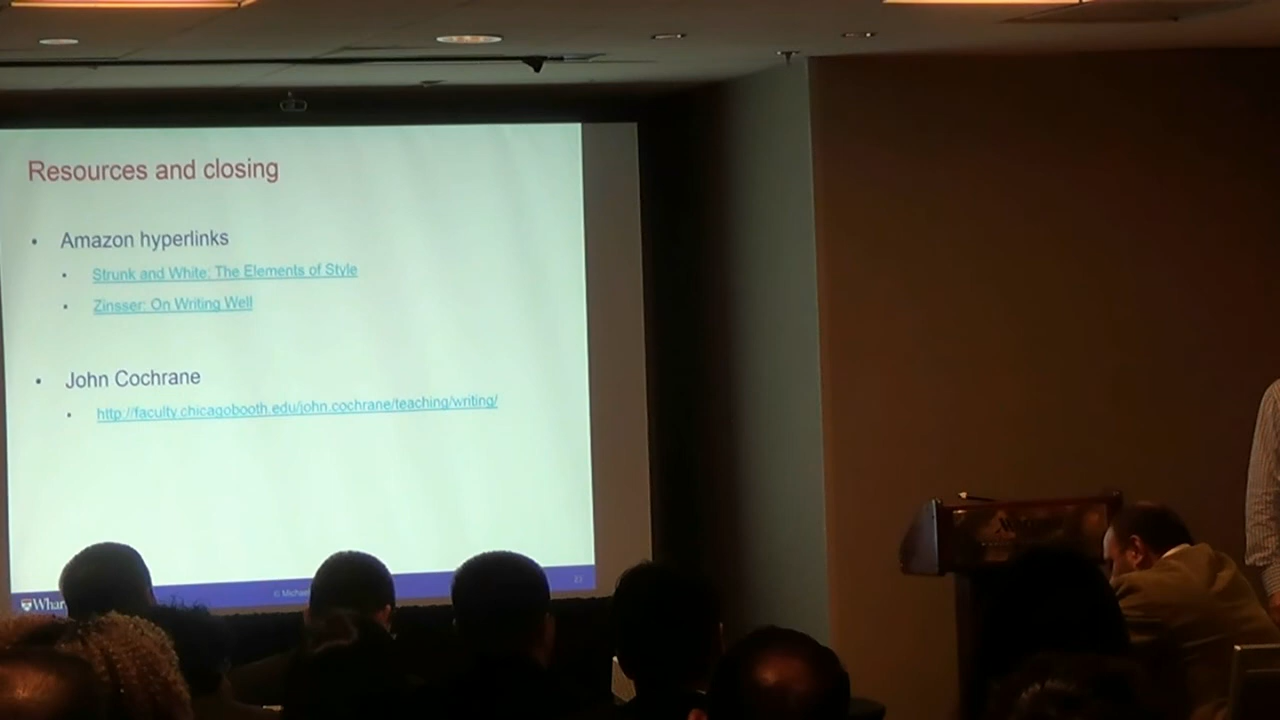 Resources and closing
• Amazon hyperlinks
• Strunk and White: The Elements of Style
• Zinsser: On Writing Well
• John Cochrane
• http://faculty.chicagobooth.edu/john.cochrane/teaching/writing/
© Michael